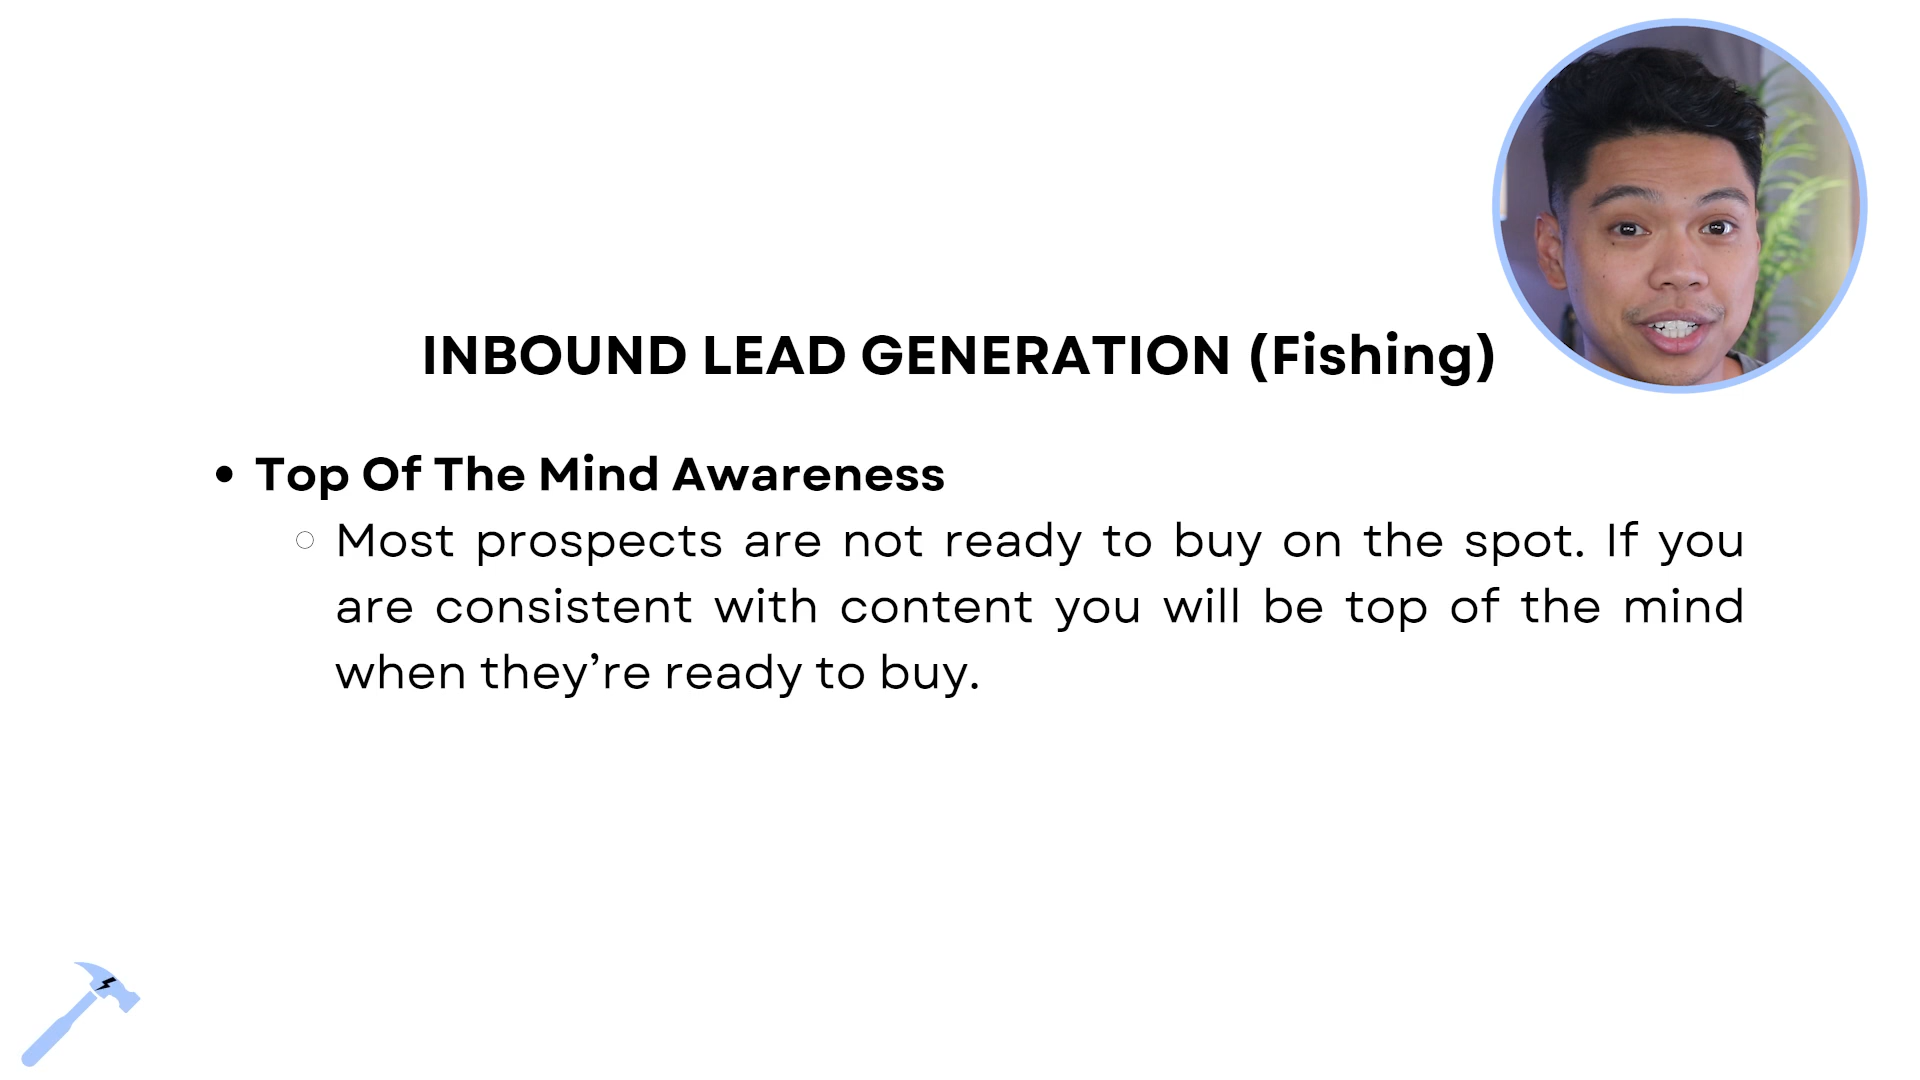 INBOUND LEAD GENERATION (Fishing)
Top Of The Mind Awareness
Most prospects are not ready to buy on the spot. If you
are consistent with content you will be top of the mind
when they’re ready to buy.